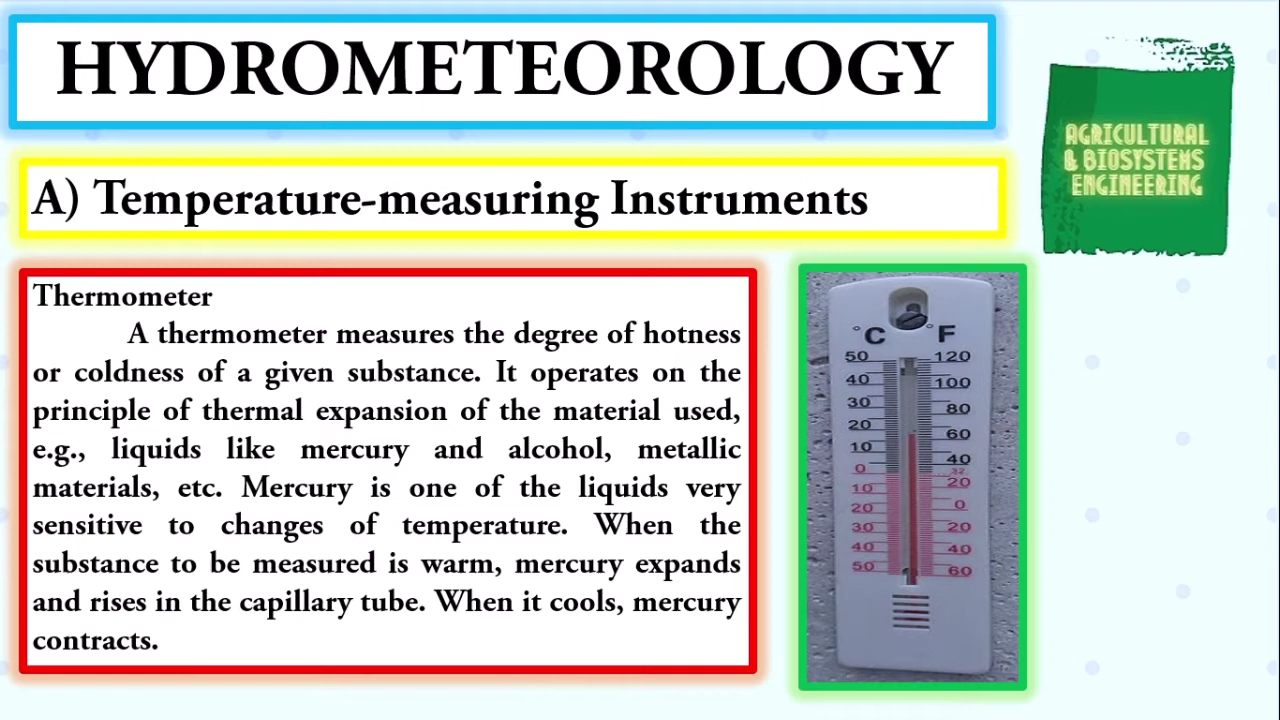 HYDROMETEOROLOGY
A) Temperature-measuring Instruments
AGRICULTURAL
& BIOSYSTEMS
ENGINEERING
Thermometer
A thermometer measures the degree of hotness
or coldness of a given substance. It operates on the
principle of thermal expansion of the material used,
e.g., liquids like mercury and alcohol, metallic
materials, etc. Mercury is one of the liquids very
sensitive to changes of temperature. When the
substance to be measured is warm, mercury expands
and rises in the capillary tube. When it cools, mercury
contracts.
°C °F
50 120
40 100
30 80
20 60
10 40
0 32
10 20
20 0
30 20
40 40
50 60